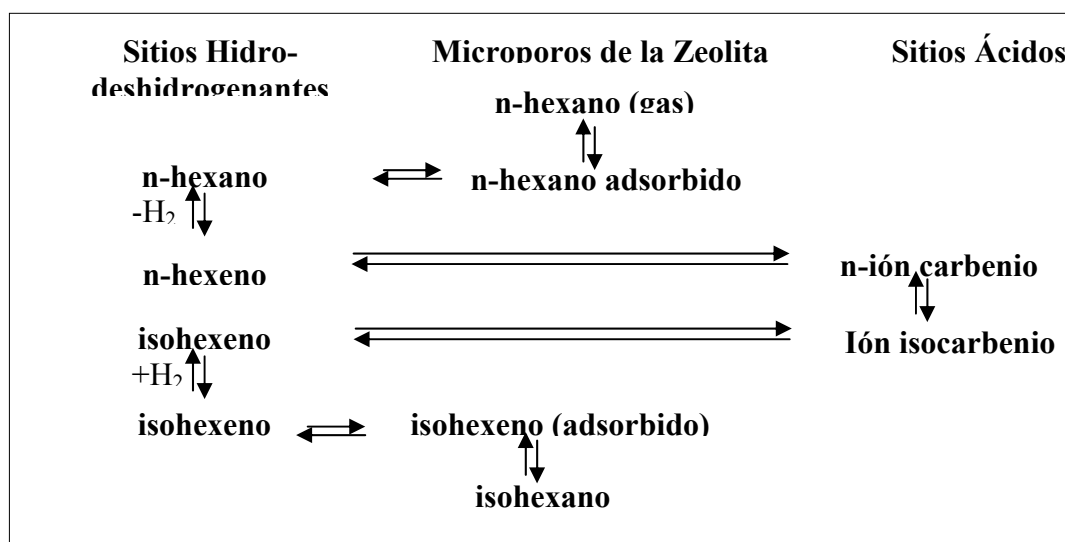 Sitios Hidro-
deshidrogenantes
Microporos de la Zeolita
Sitios Ácidos
n-hexano (gas)
n-hexano
n-hexano adsorbido
-H₂
n-hexeno
n-ión carbenio
isohexeno
Ión isocarbenio
+H₂
isohexeno
isohexeno (adsorbido)
isohexano